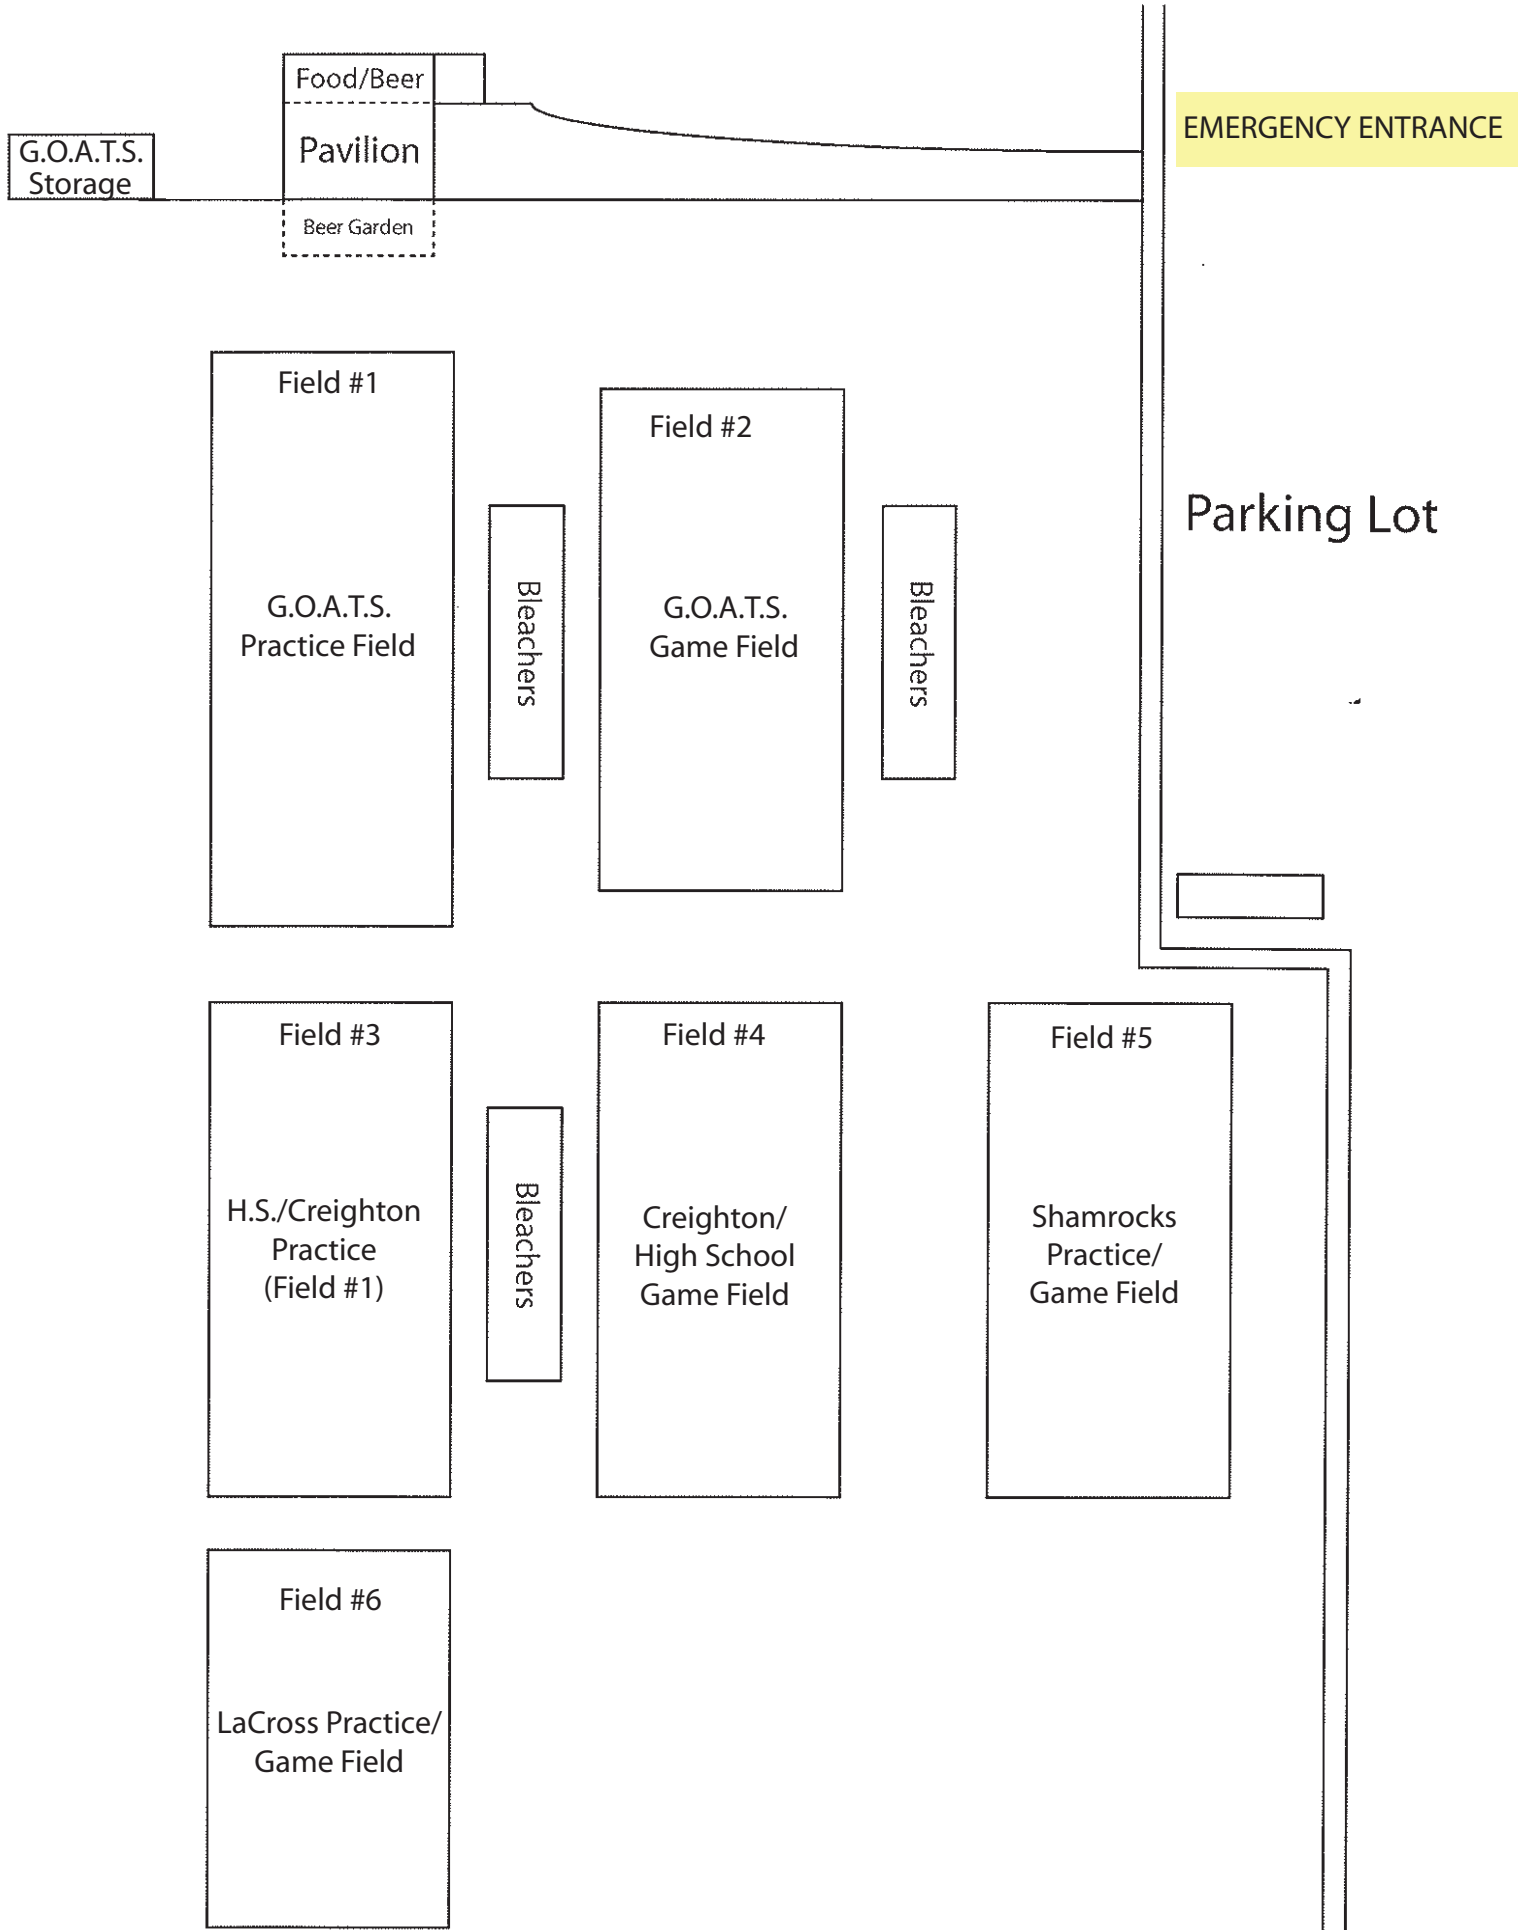 Food/Beer
EMERGENCY ENTRANCE
G.O.A.T.S.
Storage
Pavilion
Beer Garden
Field #1
Field #2
Parking Lot
G.O.A.T.S.
Practice Field
Bleachers
G.O.A.T.S.
Game Field
Bleachers
Field #3
Field #4
Field #5
H.S./Creighton
Practice
(Field #1)
Bleachers
Creighton/
High School
Game Field
Shamrocks
Practice/
Game Field
Field #6
LaCross Practice/
Game Field